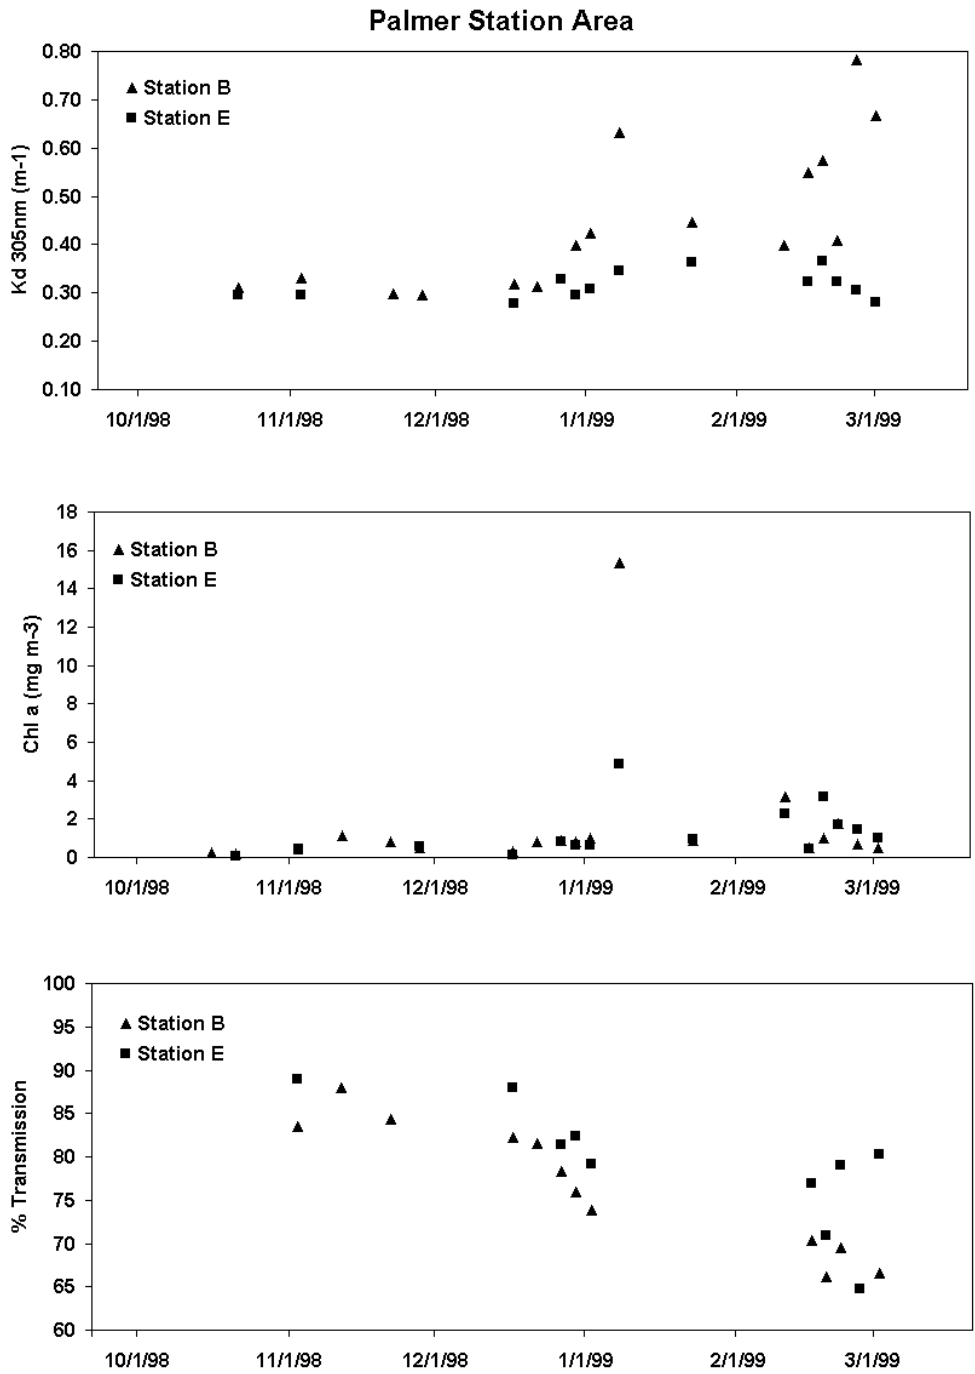 Palmer Station Area
0.80
0.70
0.60
0.50
0.40
0.30
0.20
0.10
Kd 305nm (m-1)
Station B
Station E
10/1/98 11/1/98 12/1/98 1/1/99 2/1/99 3/1/99
18
16
14
12
10
8
6
4
2
0
Chl a (mg m-3)
Station B
Station E
10/1/98 11/1/98 12/1/98 1/1/99 2/1/99 3/1/99
100
95
90
85
80
75
70
65
60
% Transmission
Station B
Station E
10/1/98 11/1/98 12/1/98 1/1/99 2/1/99 3/1/99